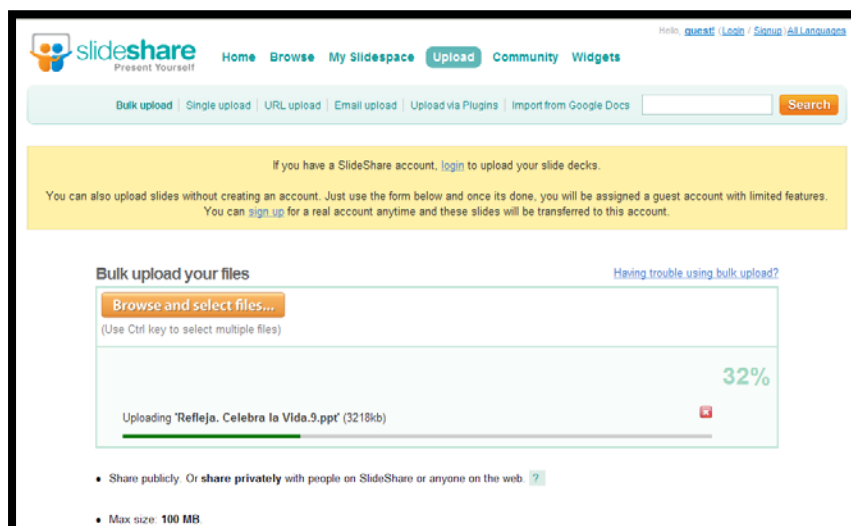 Hello, guest! (Login / Signup) All Languages
slideshare
Present Yourself
Home Browse My Slidespace Upload Community Widgets
Bulk upload | Single upload | URL upload | Email upload | Upload via Plugins | Import from Google Docs Search
If you have a SlideShare account, login to upload your slide decks.
You can also upload slides without creating an account. Just use the form below and once its done, you will be assigned a guest account with limited features.
You can sign up for a real account anytime and these slides will be transferred to this account.
Bulk upload your files Having trouble using bulk upload?
Browse and select files...
(Use Ctrl key to select multiple files)
32%
Uploading 'Refleja. Celebra la Vida.9.ppt' (3218kb)
• Share publicly. Or share privately with people on SlideShare or anyone on the web. ?
• Max size: 100 MB.